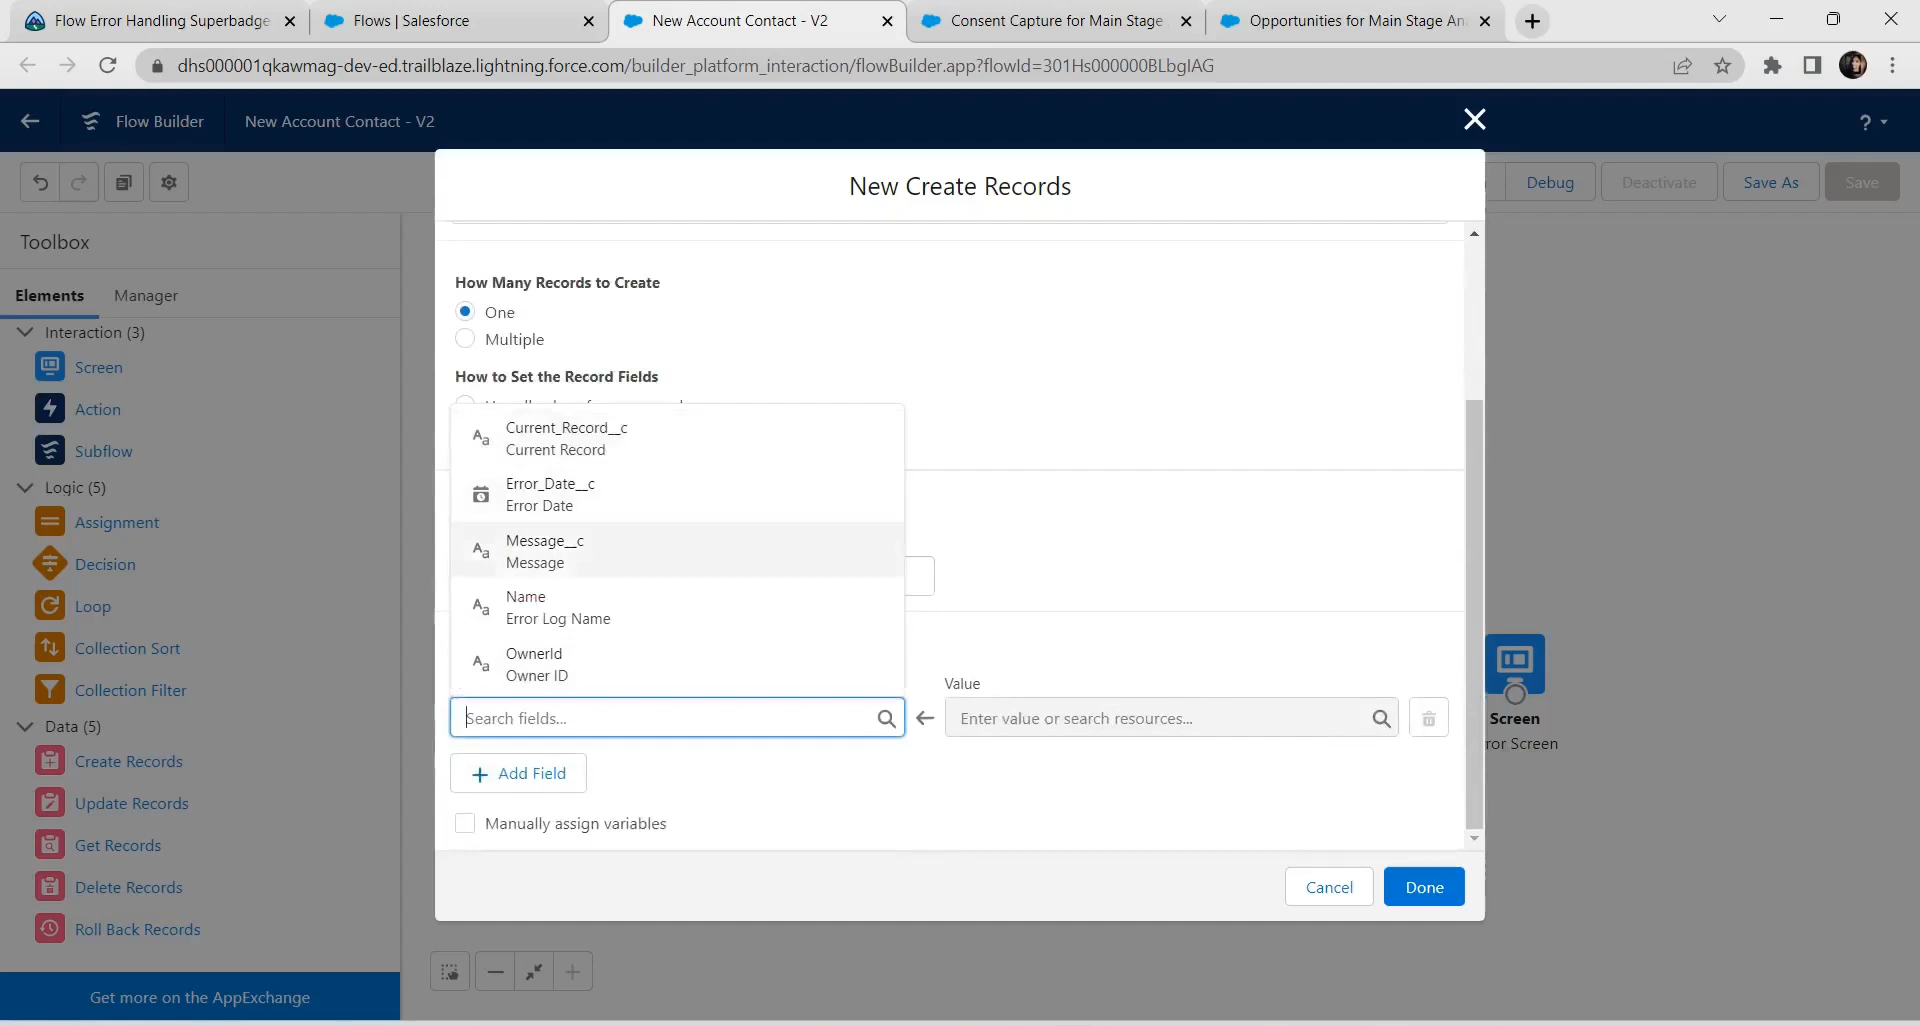 Flow Error Handling Superbadge
Flows | Salesforce
New Account Contact - V2
Consent Capture for Main Stage
Opportunities for Main Stage An
dhs000001qkawmag-dev-ed.trailblaze.lightning.force.com/builder_platform_interaction/flowBuilder.app?flowId=301Hs000000BLbgIAG
Flow Builder
New Account Contact - V2
?
Debug
Deactivate
Save As
Save
New Create Records
Toolbox
Elements
Manager
Interaction (3)
Screen
Action
Subflow
Logic (5)
Assignment
Decision
Loop
Collection Sort
Collection Filter
Data (5)
Create Records
Update Records
Get Records
Delete Records
Roll Back Records
Get more on the AppExchange
How Many Records to Create
One
Multiple
How to Set the Record Fields
Aa Current_Record__c
Current Record
Error_Date__c
Error Date
Aa Message__c
Message
Aa Name
Error Log Name
Aa OwnerId
Owner ID
Value
Search fields...
Enter value or search resources...
Add Field
Manually assign variables
Cancel
Done
Screen
ror Screen